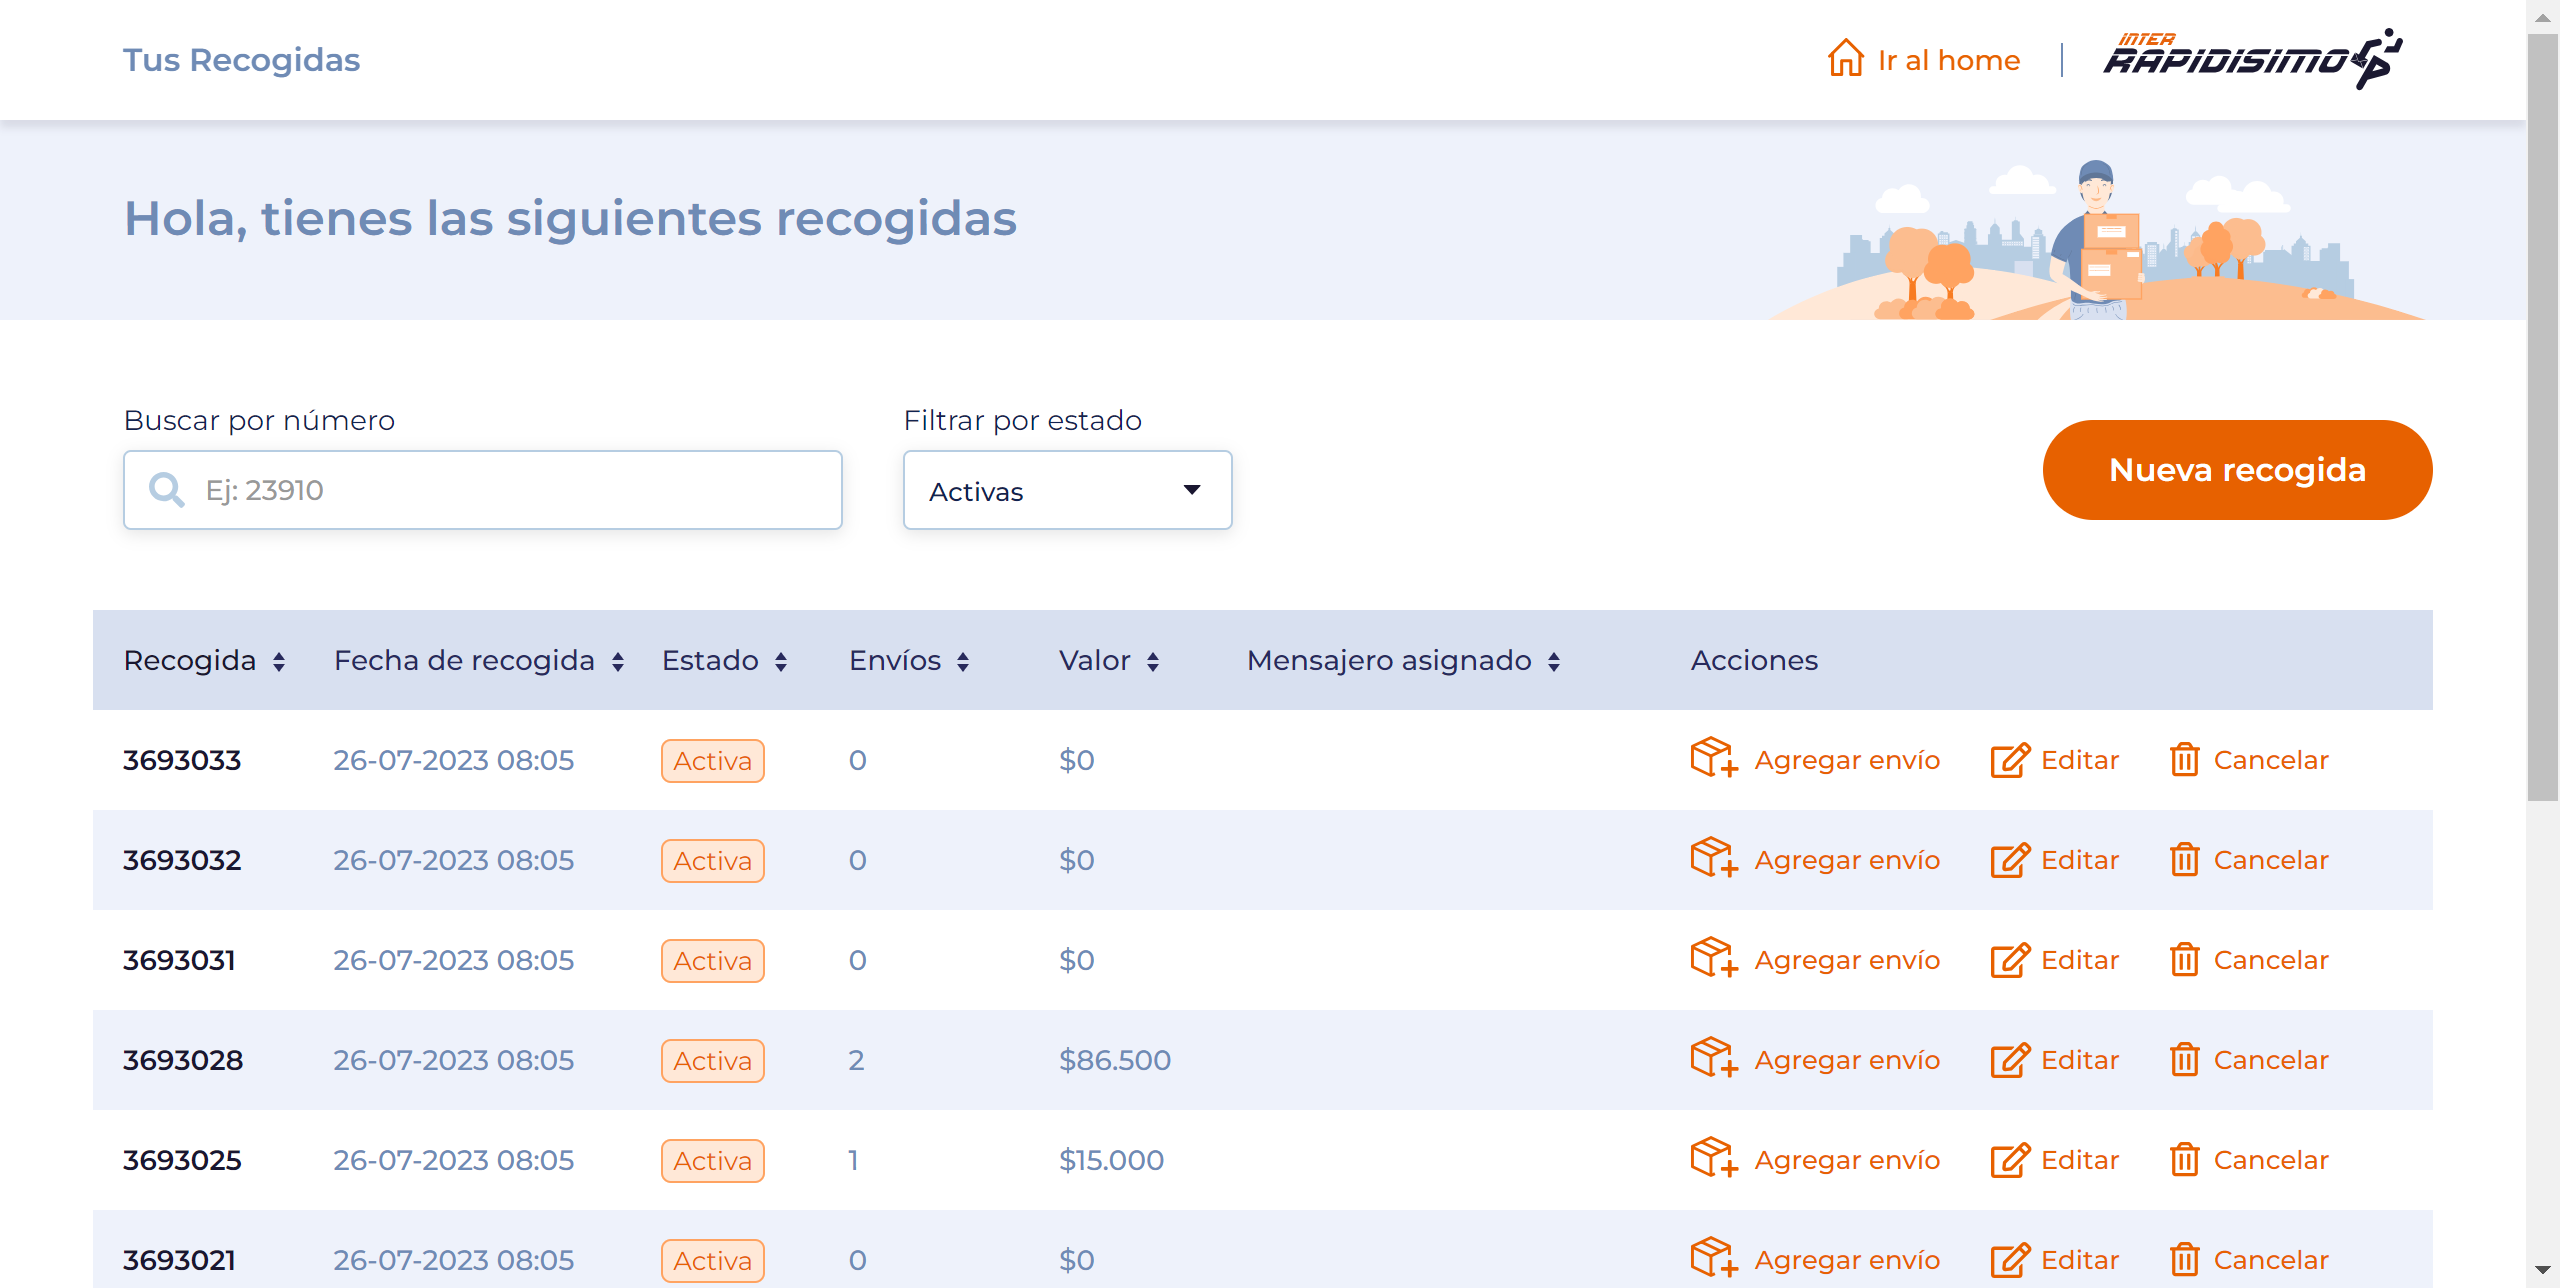 Tus Recogidas
Ir al home
INTER
RAPIDISIMO
Hola, tienes las siguientes recogidas
Buscar por número
Filtrar por estado
Ej: 23910
Activas
Nueva recogida
Recogida Fecha de recogida Estado Envíos Valor Mensajero asignado Acciones
3693033 26-07-2023 08:05 Activa 0 $0 Agregar envío Editar Cancelar
3693032 26-07-2023 08:05 Activa 0 $0 Agregar envío Editar Cancelar
3693031 26-07-2023 08:05 Activa 0 $0 Agregar envío Editar Cancelar
3693028 26-07-2023 08:05 Activa 2 $86.500 Agregar envío Editar Cancelar
3693025 26-07-2023 08:05 Activa 1 $15.000 Agregar envío Editar Cancelar
3693021 26-07-2023 08:05 Activa 0 $0 Agregar envío Editar Cancelar